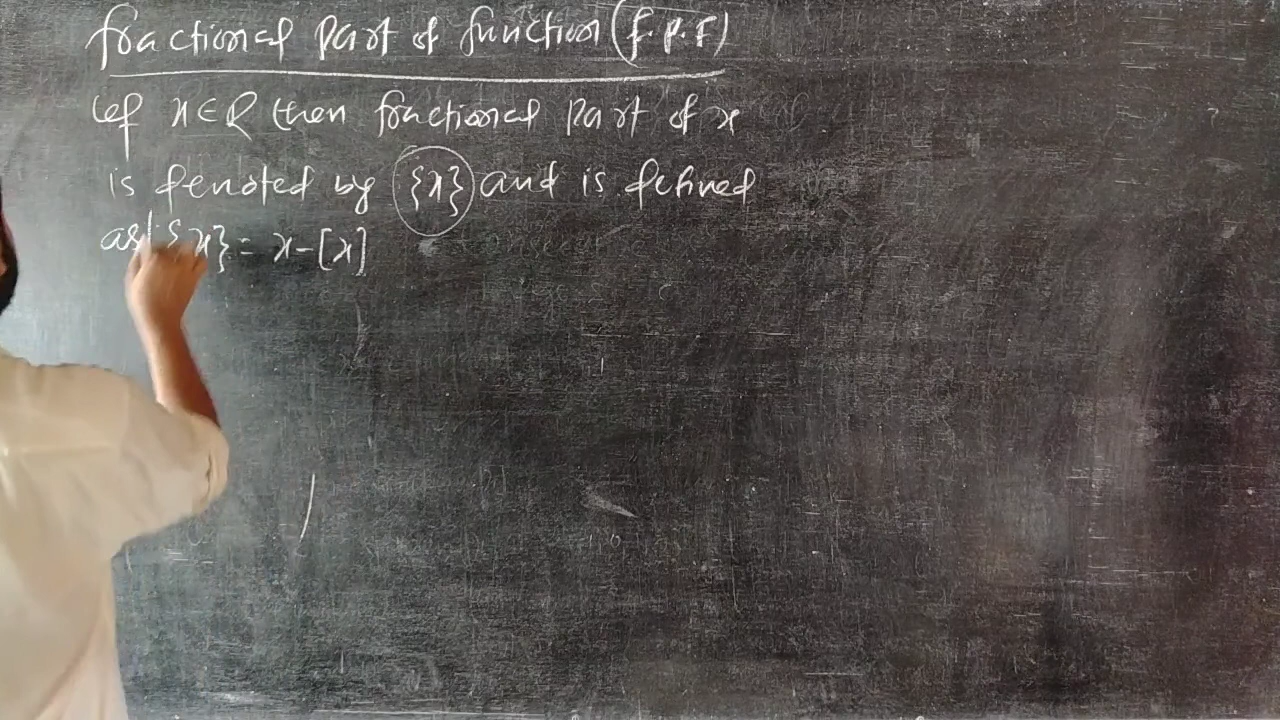 fractional part of function (f.p.f)
Let x∈R then fractional part of x
is denoted by {x} and is defined
as {x} = x-[x]